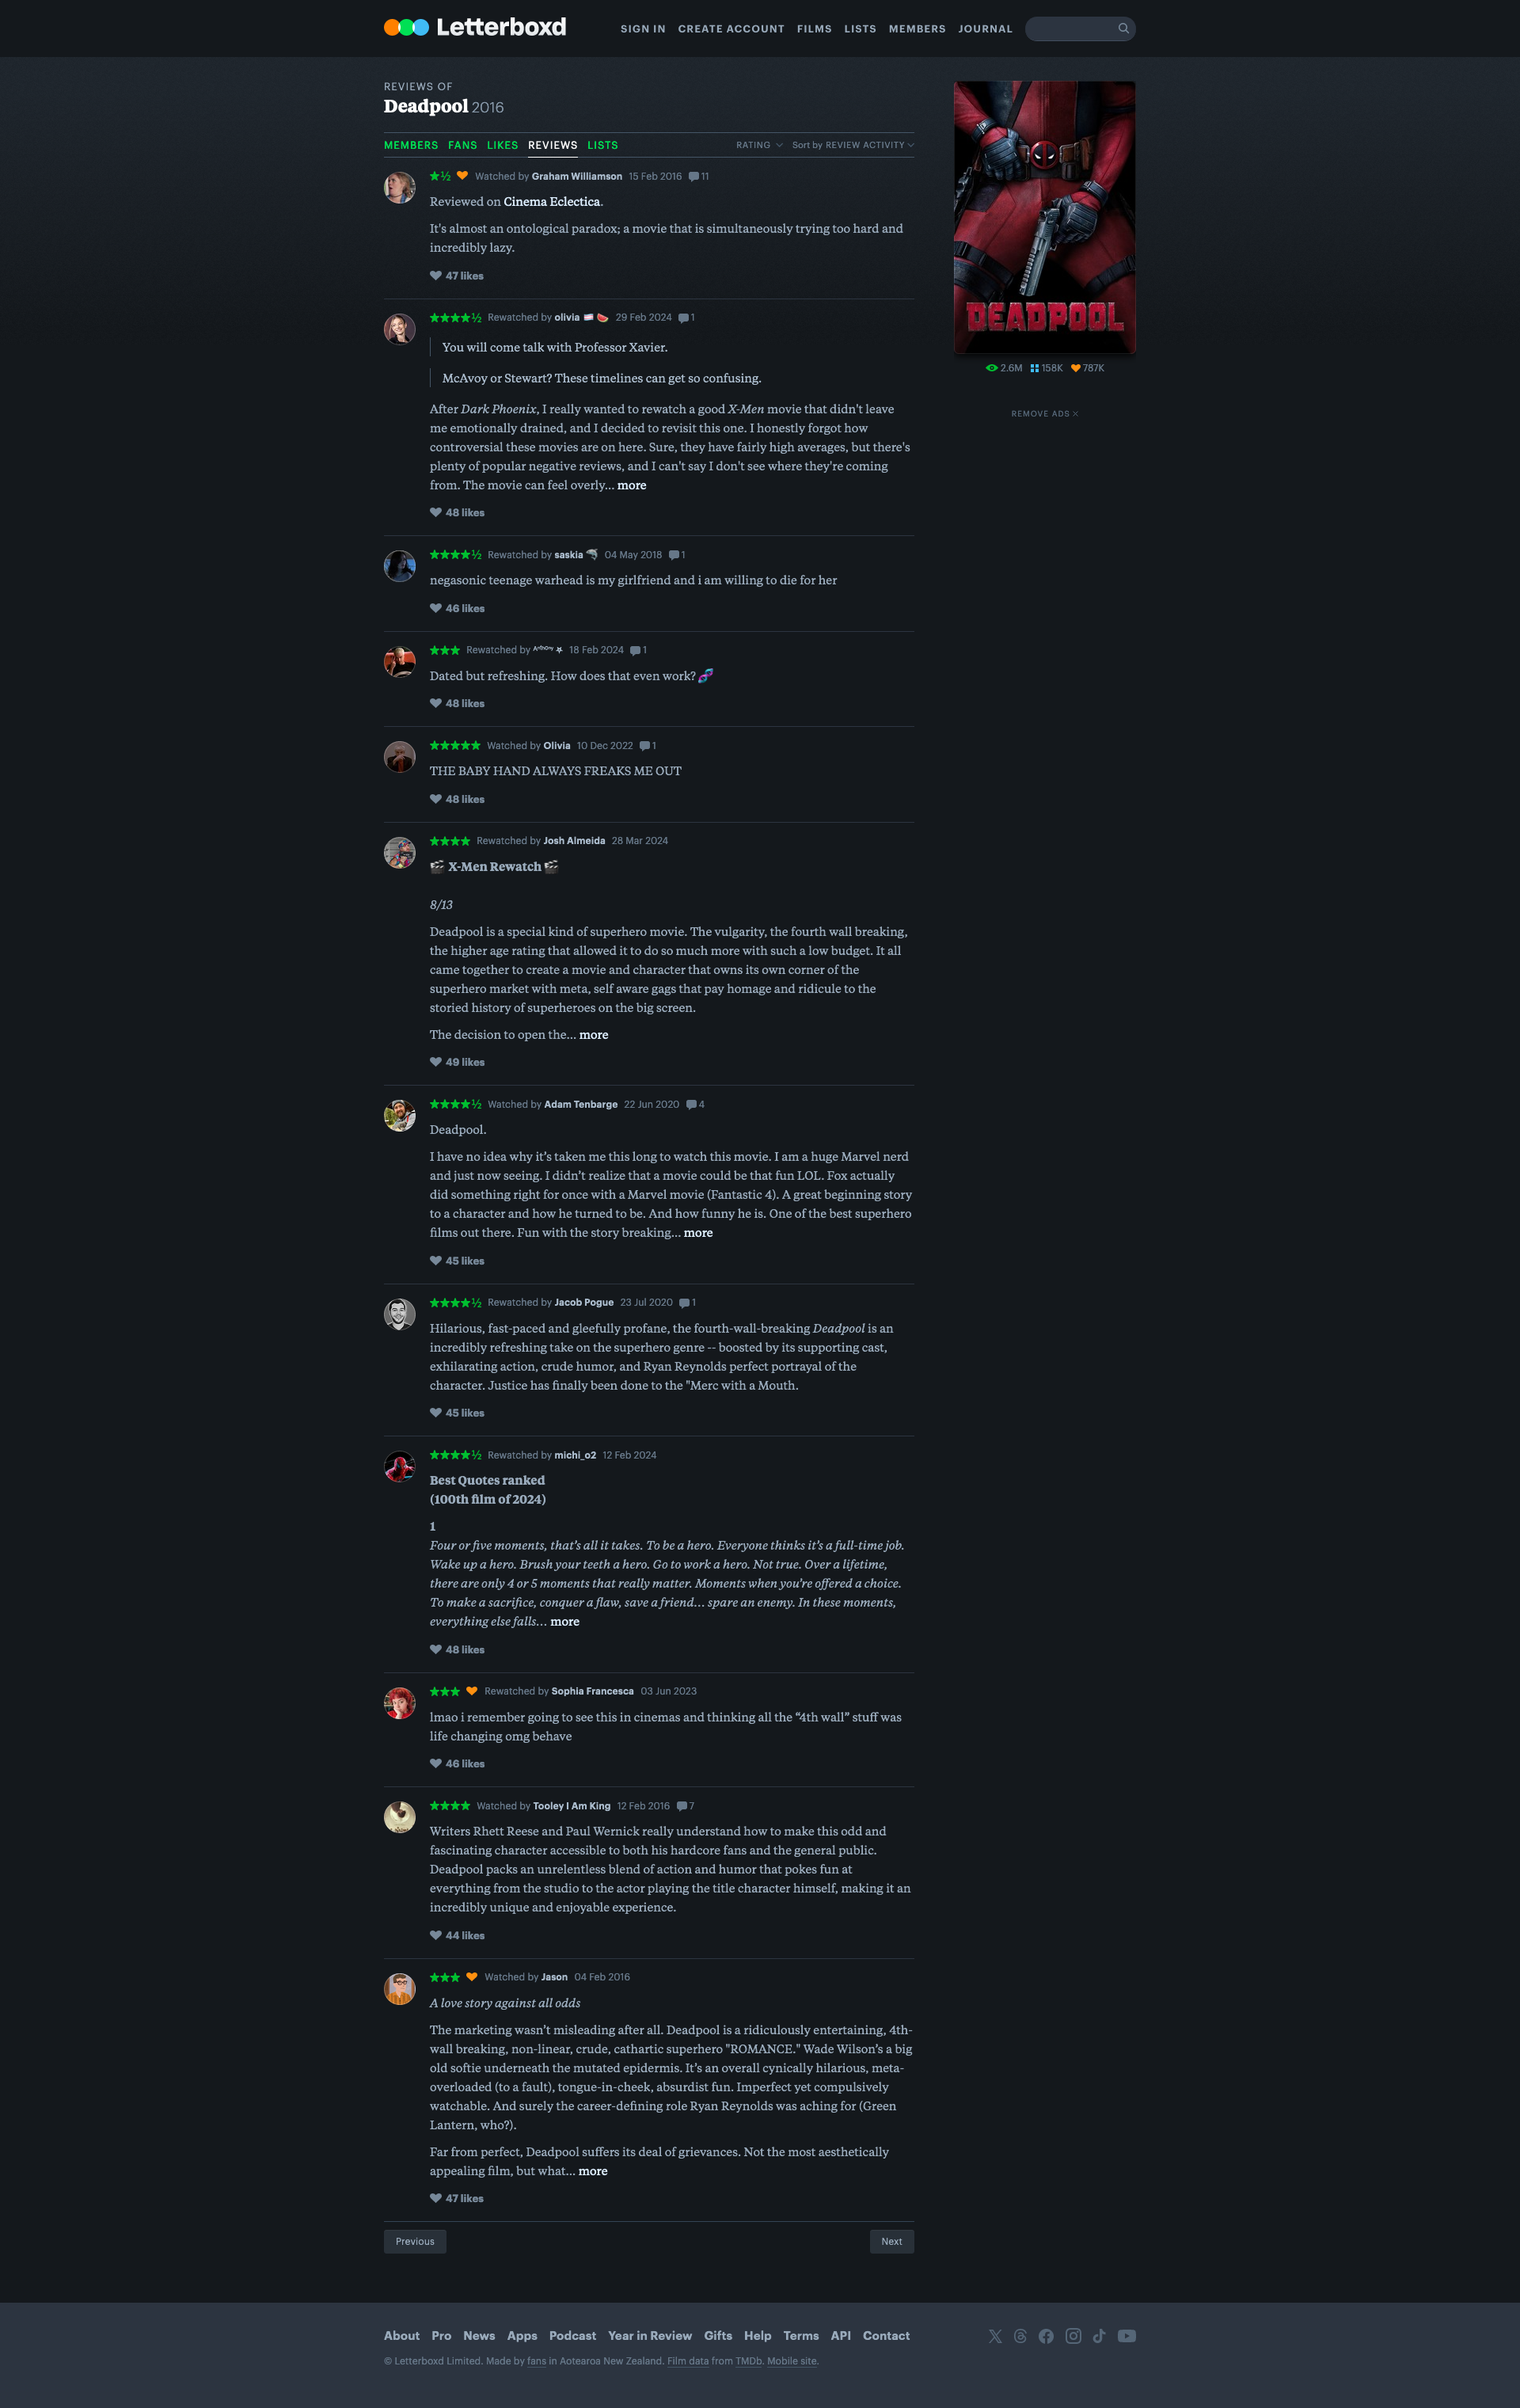 Letterboxd
SIGN IN CREATE ACCOUNT FILMS LISTS MEMBERS JOURNAL
REVIEWS OF
Deadpool 2016
MEMBERS FANS LIKES REVIEWS LISTS RATING Sort by REVIEW ACTIVITY
★½ Watched by Graham Williamson 15 Feb 2016 11
Reviewed on Cinema Eclectica.
It's almost an ontological paradox; a movie that is simultaneously trying too hard and
incredibly lazy.
47 likes
★★★★½ Rewatched by olivia 🍉 29 Feb 2024 1
You will come talk with Professor Xavier.
McAvoy or Stewart? These timelines can get so confusing.
After Dark Phoenix, I really wanted to rewatch a good X-Men movie that didn't leave
me emotionally drained, and I decided to revisit this one. I honestly forgot how
controversial these movies are on here. Sure, they have fairly high averages, but there's
plenty of popular negative reviews, and I can't say I don't see where they're coming
from. The movie can feel overly... more
48 likes
★★★★½ Rewatched by saskia 04 May 2018 1
negasonic teenage warhead is my girlfriend and i am willing to die for her
46 likes
★★★ Rewatched by 18 Feb 2024 1
Dated but refreshing. How does that even work?
48 likes
★★★★★ Watched by Olivia 10 Dec 2022 1
THE BABY HAND ALWAYS FREAKS ME OUT
48 likes
★★★★ Rewatched by Josh Almeida 28 Mar 2024
🎬 X-Men Rewatch 🎬
8/13
Deadpool is a special kind of superhero movie. The vulgarity, the fourth wall breaking,
the higher age rating that allowed it to do so much more with such a low budget. It all
came together to create a movie and character that owns its own corner of the
superhero market with meta, self aware gags that pay homage and ridicule to the
storied history of superheroes on the big screen.
The decision to open the... more
49 likes
★★★★½ Watched by Adam Tenbarge 22 Jun 2020 4
Deadpool.
I have no idea why it’s taken me this long to watch this movie. I am a huge Marvel nerd
and just now seeing. I didn’t realize that a movie could be that fun LOL. Fox actually
did something right for once with a Marvel movie (Fantastic 4). A great beginning story
to a character and how he turned to be. And how funny he is. One of the best superhero
films out there. Fun with the story breaking... more
45 likes
★★★★½ Rewatched by Jacob Pogue 23 Jul 2020 1
Hilarious, fast-paced and gleefully profane, the fourth-wall-breaking Deadpool is an
incredibly refreshing take on the superhero genre -- boosted by its supporting cast,
exhilarating action, crude humor, and Ryan Reynolds perfect portrayal of the
character. Justice has finally been done to the "Merc with a Mouth.
45 likes
★★★★½ Rewatched by michi_o2 12 Feb 2024
Best Quotes ranked
(100th film of 2024)
1
Four or five moments, that’s all it takes. To be a hero. Everyone thinks it’s a full-time job.
Wake up a hero. Brush your teeth a hero. Go to work a hero. Not true. Over a lifetime,
there are only 4 or 5 moments that really matter. Moments when you’re offered a choice.
To make a sacrifice, conquer a flaw, save a friend… spare an enemy. In these moments,
everything else falls… more
48 likes
★★★ Rewatched by Sophia Francesca 03 Jun 2023
lmao i remember going to see this in cinemas and thinking all the “4th wall” stuff was
life changing omg behave
46 likes
★★★★ Watched by Tooley I Am King 12 Feb 2016 7
Writers Rhett Reese and Paul Wernick really understand how to make this odd and
fascinating character accessible to both his hardcore fans and the general public.
Deadpool packs an unrelentless blend of action and humor that pokes fun at
everything from the studio to the actor playing the title character himself, making it an
incredibly unique and enjoyable experience.
44 likes
★★★ Watched by Jason 04 Feb 2016
A love story against all odds
The marketing wasn’t misleading after all. Deadpool is a ridiculously entertaining, 4th-
wall breaking, non-linear, crude, cathartic superhero "ROMANCE." Wade Wilson’s a big
old softie underneath the mutated epidermis. It’s an overall cynically hilarious, meta-
overloaded (to a fault), tongue-in-cheek, absurdist fun. Imperfect yet compulsively
watchable. And surely the career-defining role Ryan Reynolds was aching for (Green
Lantern, who?).
Far from perfect, Deadpool suffers its deal of grievances. Not the most aesthetically
appealing film, but what... more
47 likes
Previous Next
DEADPOOL
2.6M 158K 787K
REMOVE ADS
About Pro News Apps Podcast Year in Review Gifts Help Terms API Contact
© Letterboxd Limited. Made by fans in Aotearoa New Zealand. Film data from TMDb. Mobile site.